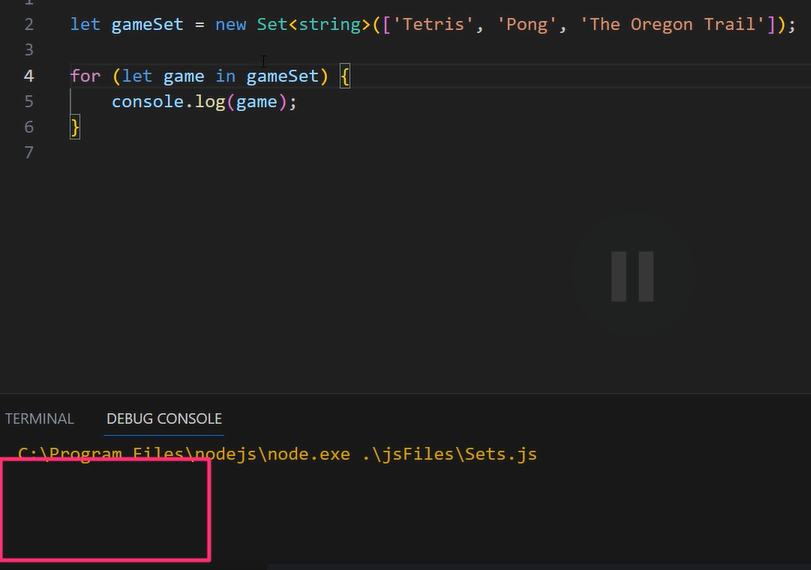 2 let gameSet = new Set<string>(['Tetris', 'Pong', 'The Oregon Trail']);
3
4 for (let game in gameSet) {
5     console.log(game);
6 }
7
TERMINAL DEBUG CONSOLE
C:\Program Files\nodejs\node.exe .\jsFiles\Sets.js